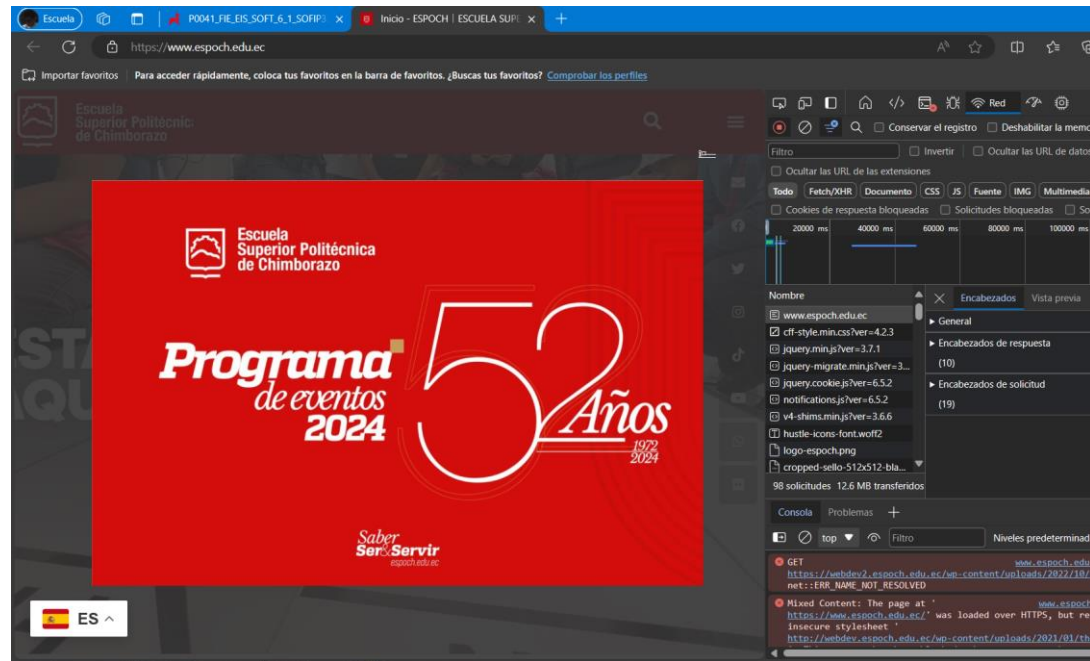 Escuela
P0041_FIE_EIS_SOFT_6_1_SOFIP
Inicio - ESPOCH | ESCUELA SUPE
https://www.espoch.edu.ec
Importar favoritos
Para acceder rápidamente, coloca tus favoritos en la barra de favoritos. ¿Buscas tus favoritos? Comprobar los perfiles
Escuela
Superior Politécnic
de Chimborazo
Escuela
Superior Politécnica
de Chimborazo
Programa
de eventos
2024
52
Años
1972
2024
Saber
Ser&Servir
espoch.edu.ec
ES
Red
Conservar el registro
Deshabilitar la memo
Filtro
Invertir
Ocultar las URL de datos
Ocultar las URL de las extensiones
Todo Fetch/XHR Documento CSS JS Fuente IMG Multimedia
Cookies de respuesta bloqueadas
Solicitudes bloqueadas
So
20000 ms 40000 ms 60000 ms 80000 ms 100000 ms
Nombre
www.espoch.edu.ec
cff-style.min.css?ver=4.2.3
jquery.min.js?ver=3.7.1
jquery-migrate.min.js?ver=3...
jquery.cookie.js?ver=6.5.2
notifications.js?ver=6.5.2
v4-shims.min.js?ver=3.6.6
hustle-icons-font.woff2
logo-espoch.png
cropped-sello-512x512-bla...
98 solicitudes 12.6 MB transferidos
Encabezados Vista previa
General
Encabezados de respuesta
(10)
Encabezados de solicitud
(19)
Consola Problemas
top Filtro Niveles predeterminad
GET www.espoch.edu
https://webdev2.espoch.edu.ec/wp-content/uploads/2022/10/
net::ERR_NAME_NOT_RESOLVED
Mixed Content: The page at ' www.espoch
https://www.espoch.edu.ec/' was loaded over HTTPS, but re
insecure stylesheet '
http://webdev.espoch.edu.ec/wp-content/uploads/2021/01/th